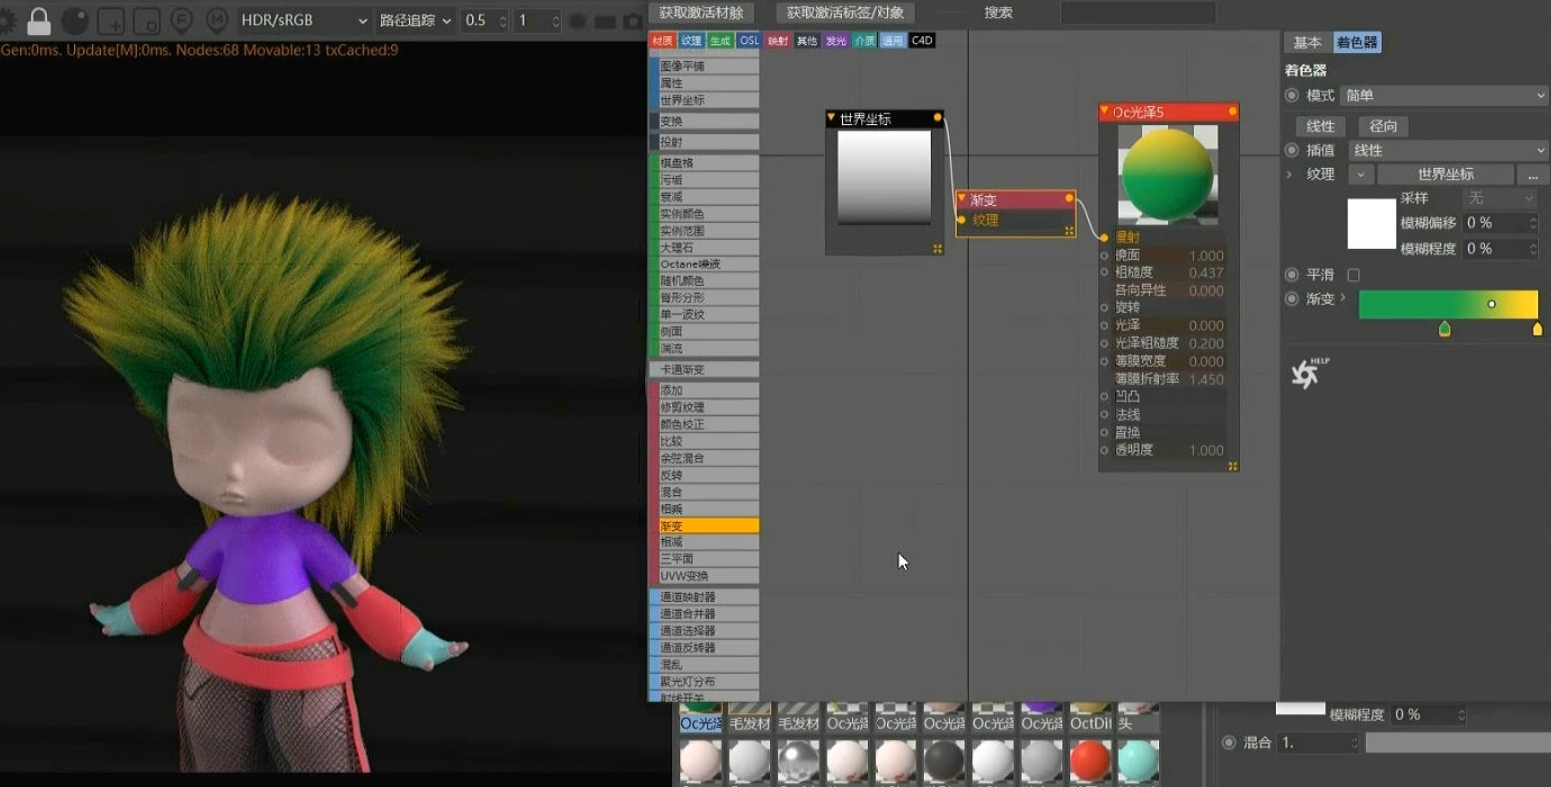 HDR/sRGB
路径追踪
0.5
1
Gen:0ms. Update[M]:0ms. Nodes:68 Movable:13 txCached:9
获取激活材除
获取激活标签/对象
搜索
材质 纹理 生成 OSL 映射 其他 发光 介质 通用 C4D
图像平铺
属性
世界坐标
变换
投射
棋盘格
污垢
衰减
实例颜色
实例范围
大理石
Octane噪波
随机颜色
脊形分形
单一波纹
侧面
湍流
卡通渐变
添加
修剪纹理
颜色校正
比较
余弦混合
反转
混合
相乘
渐变
相减
三平面
UVW变换
通道映射器
通道合并器
通道选择器
通道反转器
混乱
聚光灯分布
射线开关
世界坐标
渐变
纹理
Oc光泽5
漫射
镜面 1.000
粗糙度 0.437
各向异性 0.000
旋转
光泽 0.000
光泽粗糙度 0.200
薄膜宽度 0.000
薄膜折射率 1.450
凹凸
法线
置换
透明度 1.000
基本 着色器
着色器
模式 简单
线性 径向
插值 线性
纹理 世界坐标 ...
采样 无
模糊偏移 0 %
模糊程度 0 %
平滑
渐变
HELP
Oc光泽 毛发材 毛发材 Oc光泽 Oc光泽 Oc光泽 Oc光泽 Oc光泽 OctDif 头
模糊程度 0 %
混合 1.